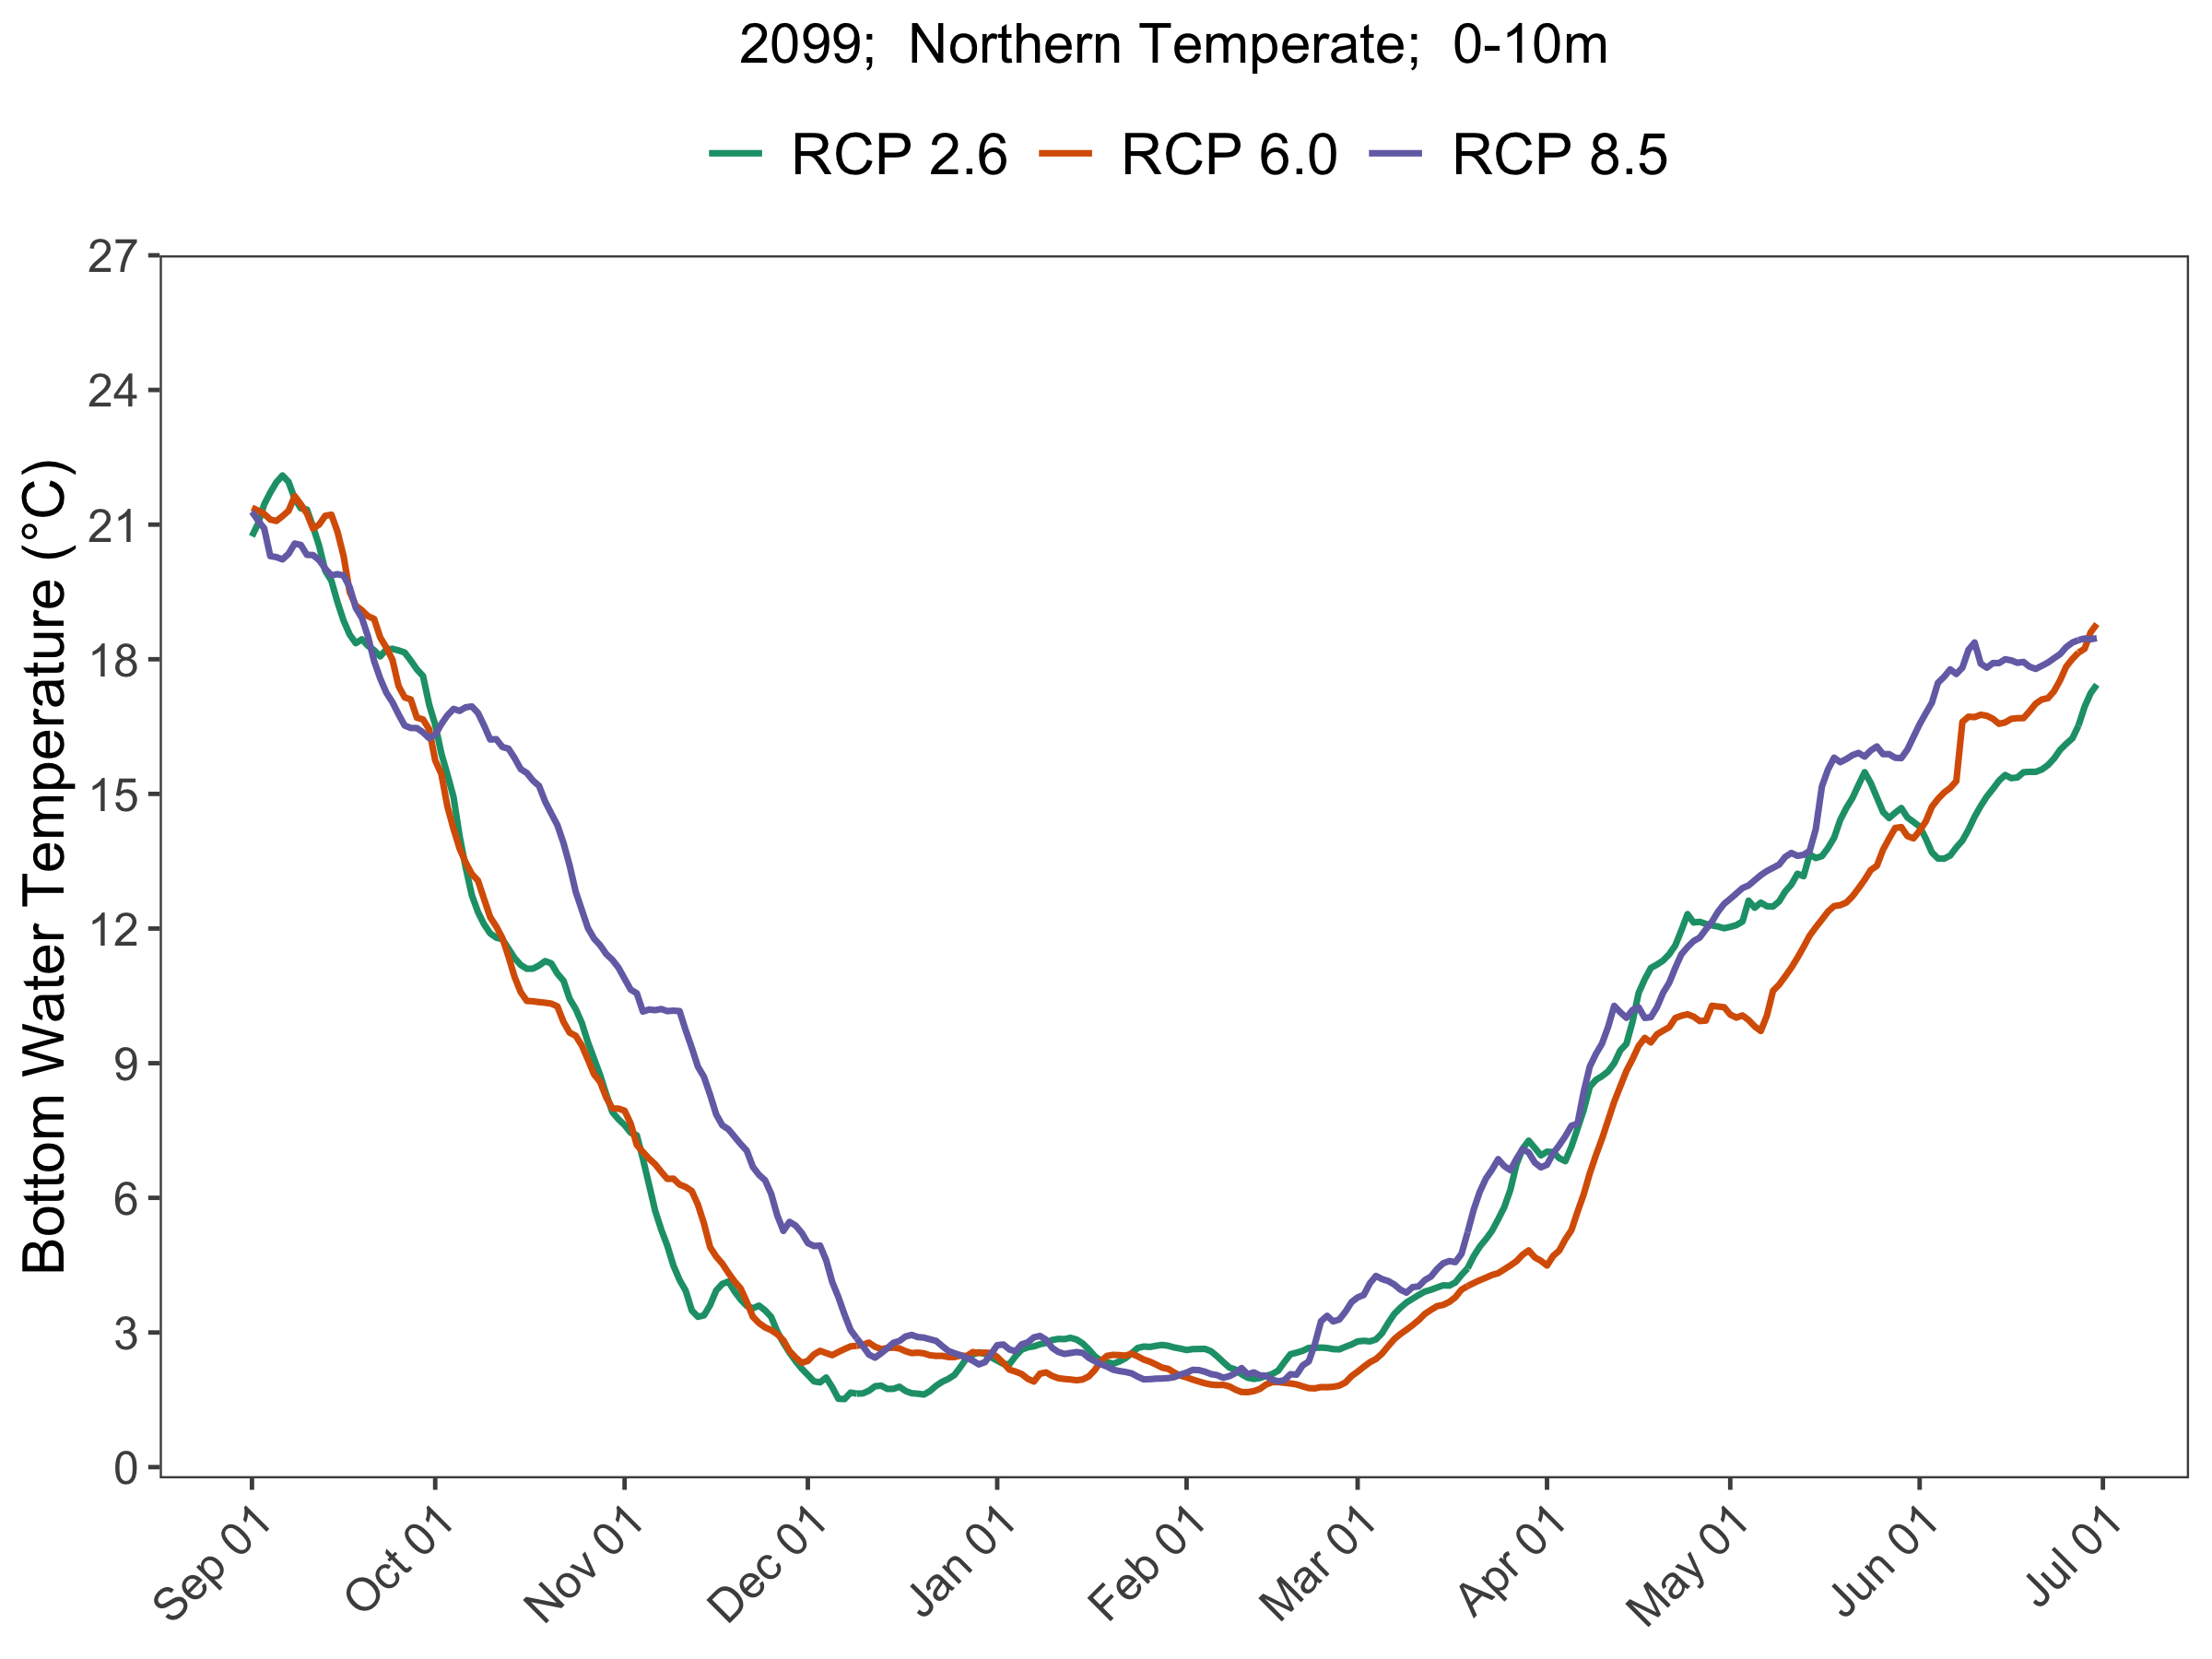 2099;  Northern Temperate;  0-10m
RCP 2.6 RCP 6.0 RCP 8.5
Bottom Water Temperature (°C)
27
24
21
18
15
12
9
6
3
0
Sep 01 Oct 01 Nov 01 Dec 01 Jan 01 Feb 01 Mar 01 Apr 01 May 01 Jun 01 Jul 01